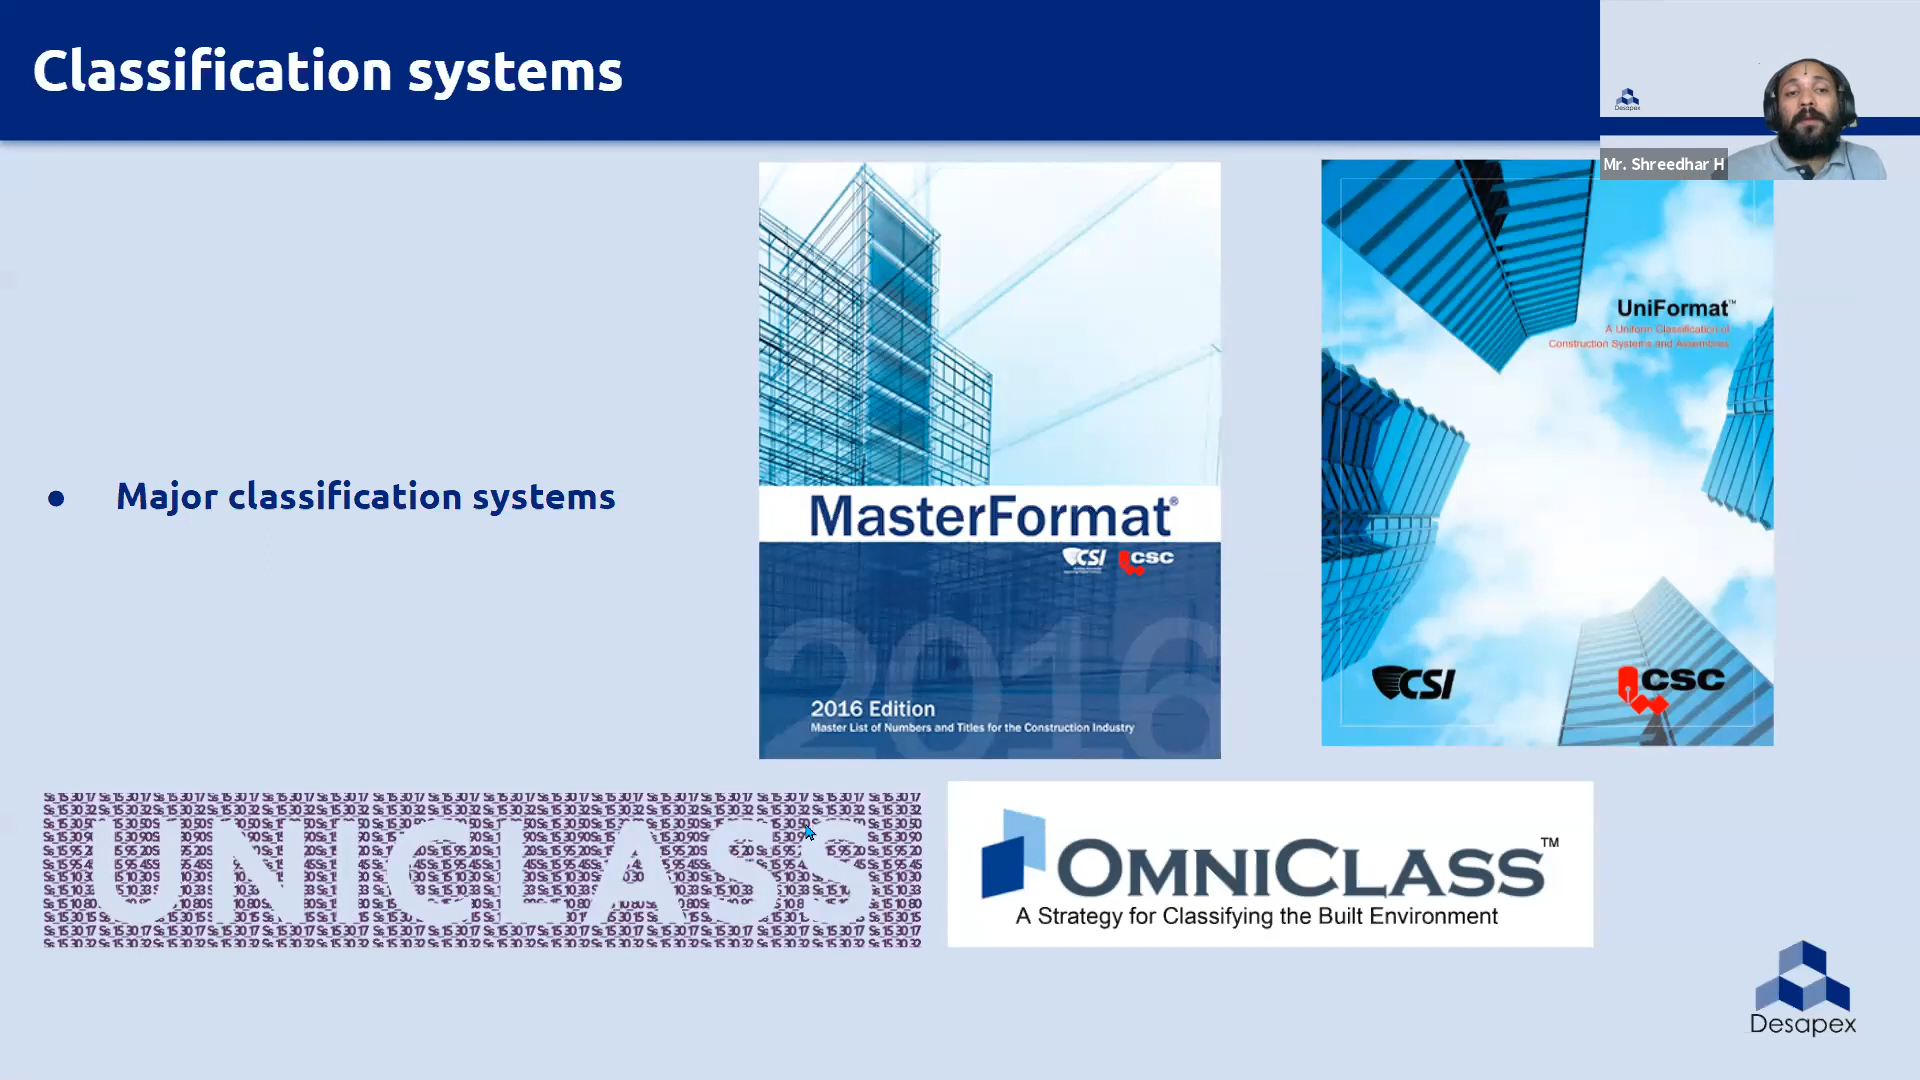 Classification systems
Desapex
Mr. Shreedhar H
● Major classification systems
MasterFormat®
CSI CSC
2016
2016 Edition
Master List of Numbers and Titles for the Construction Industry
UniFormat™
A Uniform Classification of
Construction Systems and Assemblies
CSI CSC
UNICLASS
OMNICLASS™
A Strategy for Classifying the Built Environment
Desapex